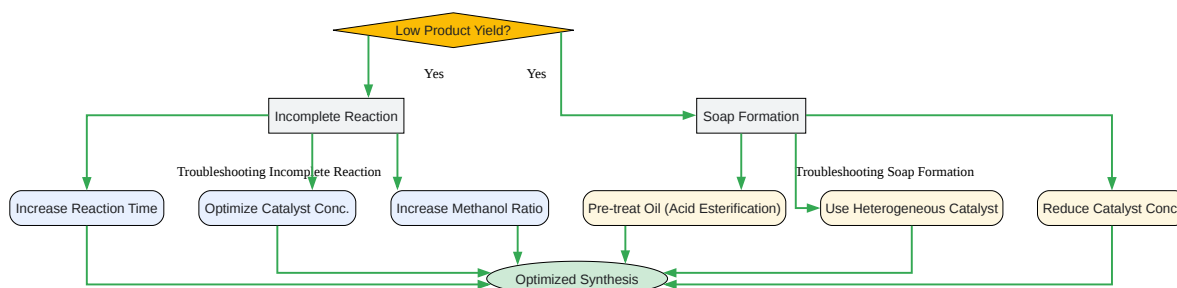 Low Product Yield?
Yes
Yes
Incomplete Reaction
Soap Formation
Troubleshooting Incomplete Reaction
Troubleshooting Soap Formation
Increase Reaction Time
Optimize Catalyst Conc.
Increase Methanol Ratio
Pre-treat Oil (Acid Esterification)
Use Heterogeneous Catalyst
Reduce Catalyst Conc
Optimized Synthesis